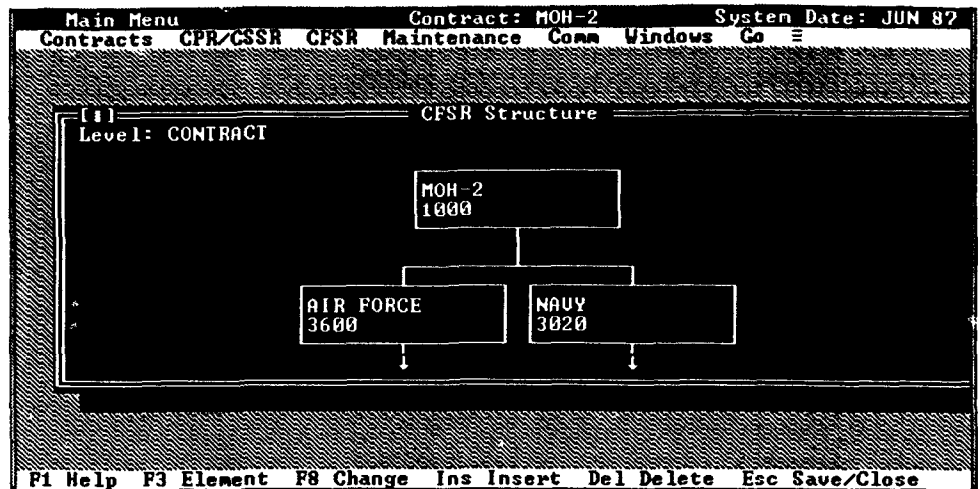 Main Menu Contract: MOH-2 System Date: JUN 87
Contracts CPR/CSSR CFSR Maintenance Comm Windows Go ≡
[↕] CFSR Structure
Level: CONTRACT
MOH-2
1000
AIR FORCE
3600
NAVY
3020
F1 Help F3 Element F8 Change Ins Insert Del Delete Esc Save/Close